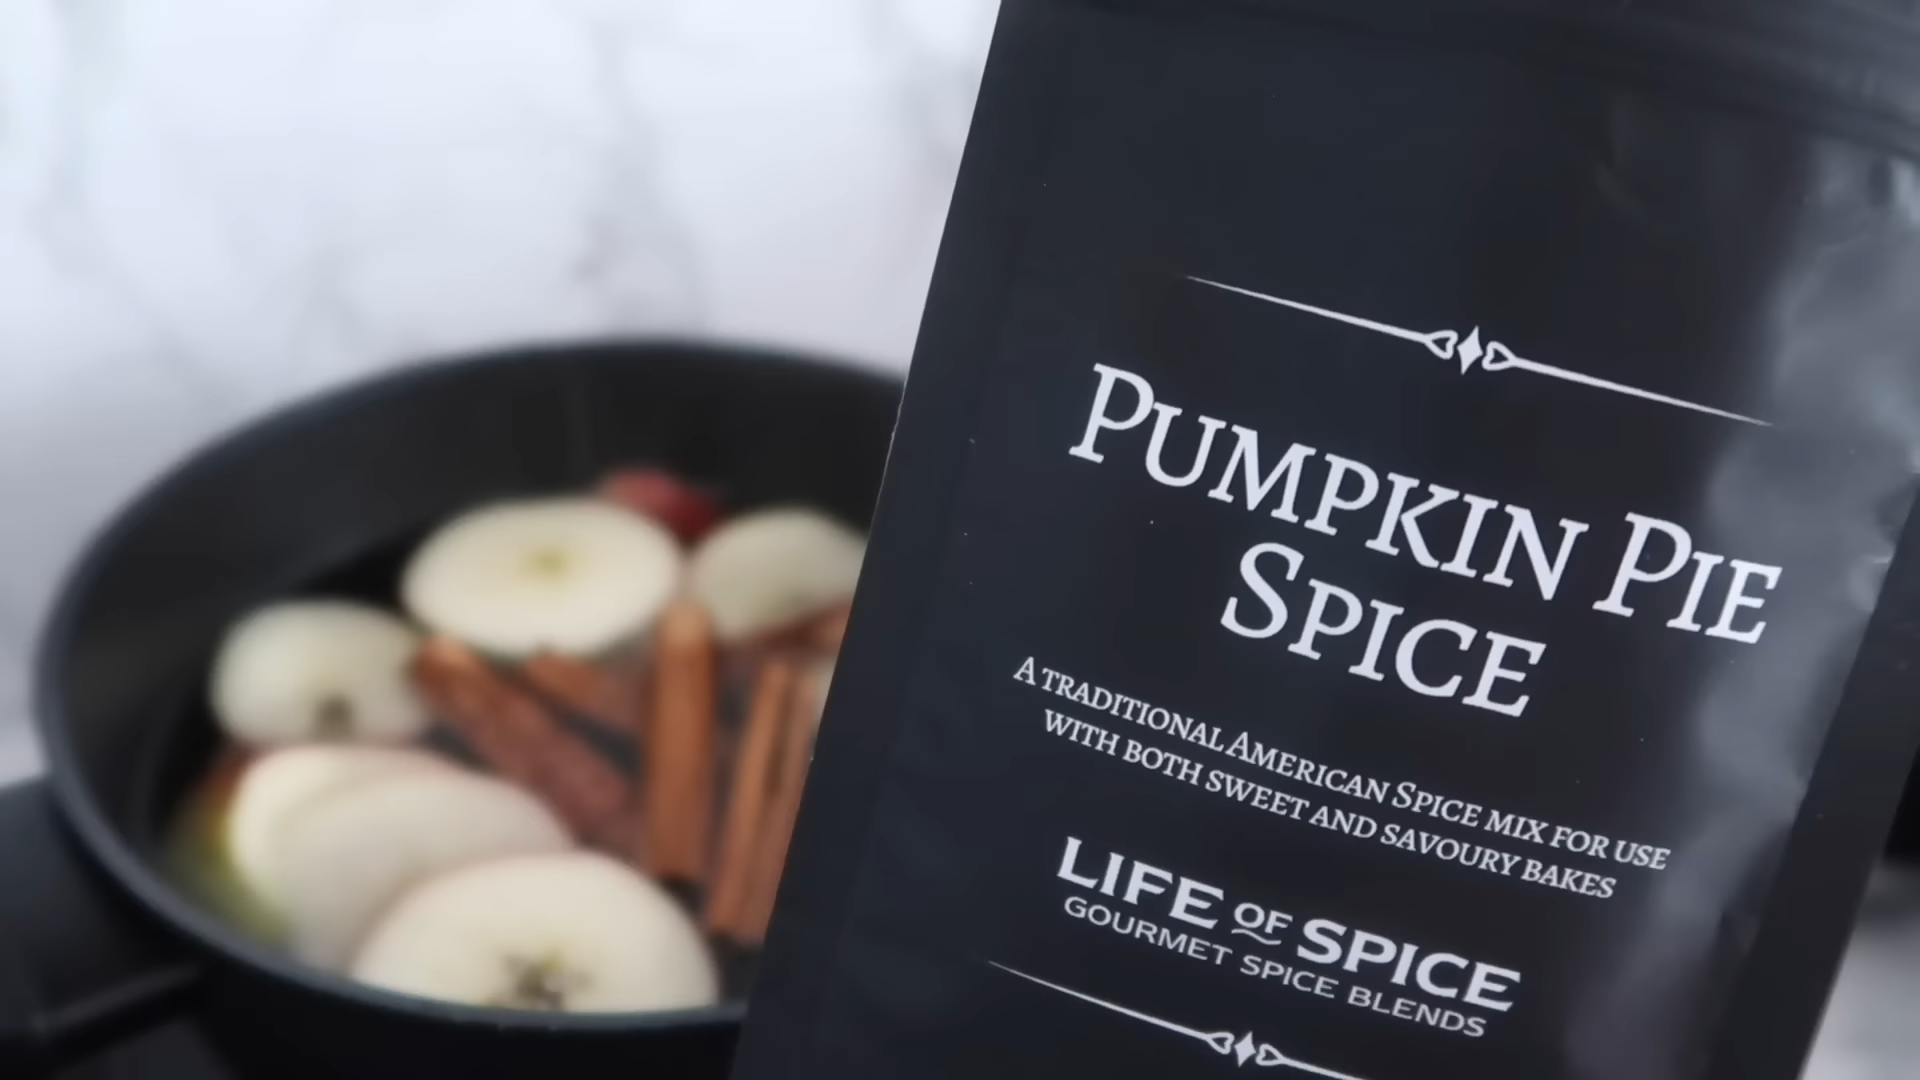 Pumpkin Pie
Spice
A traditional American Spice mix for use
with both sweet and savoury bakes
LIFE OF SPICE
GOURMET SPICE BLENDS